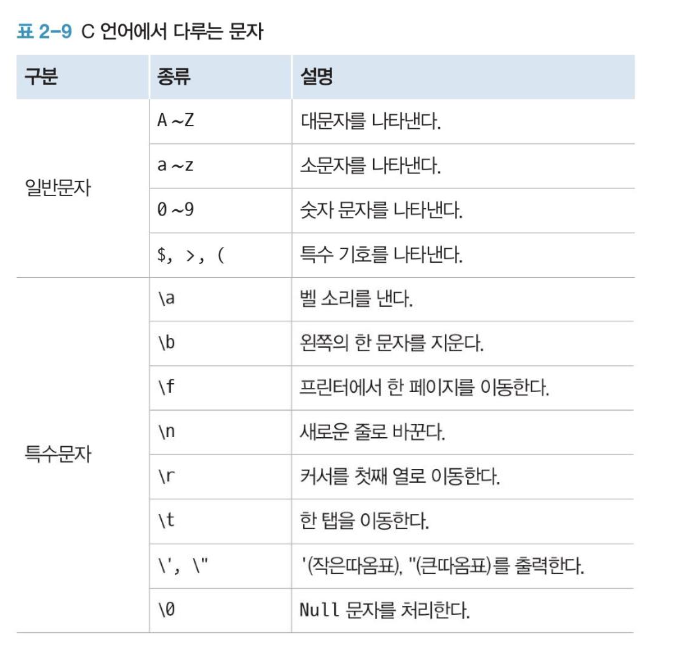 표 2-9 C 언어에서 다루는 문자
구분 종류 설명
일반문자
A ~Z 대문자를 나타낸다.
a ~z 소문자를 나타낸다.
0 ~9 숫자 문자를 나타낸다.
$, >, ( 특수 기호를 나타낸다.
특수문자
\a 벨 소리를 낸다.
\b 왼쪽의 한 문자를 지운다.
\f 프린터에서 한 페이지를 이동한다.
\n 새로운 줄로 바꾼다.
\r 커서를 첫째 열로 이동한다.
\t 한 탭을 이동한다.
\', \" '(작은따옴표), "(큰따옴표)를 출력한다.
\0 Null 문자를 처리한다.